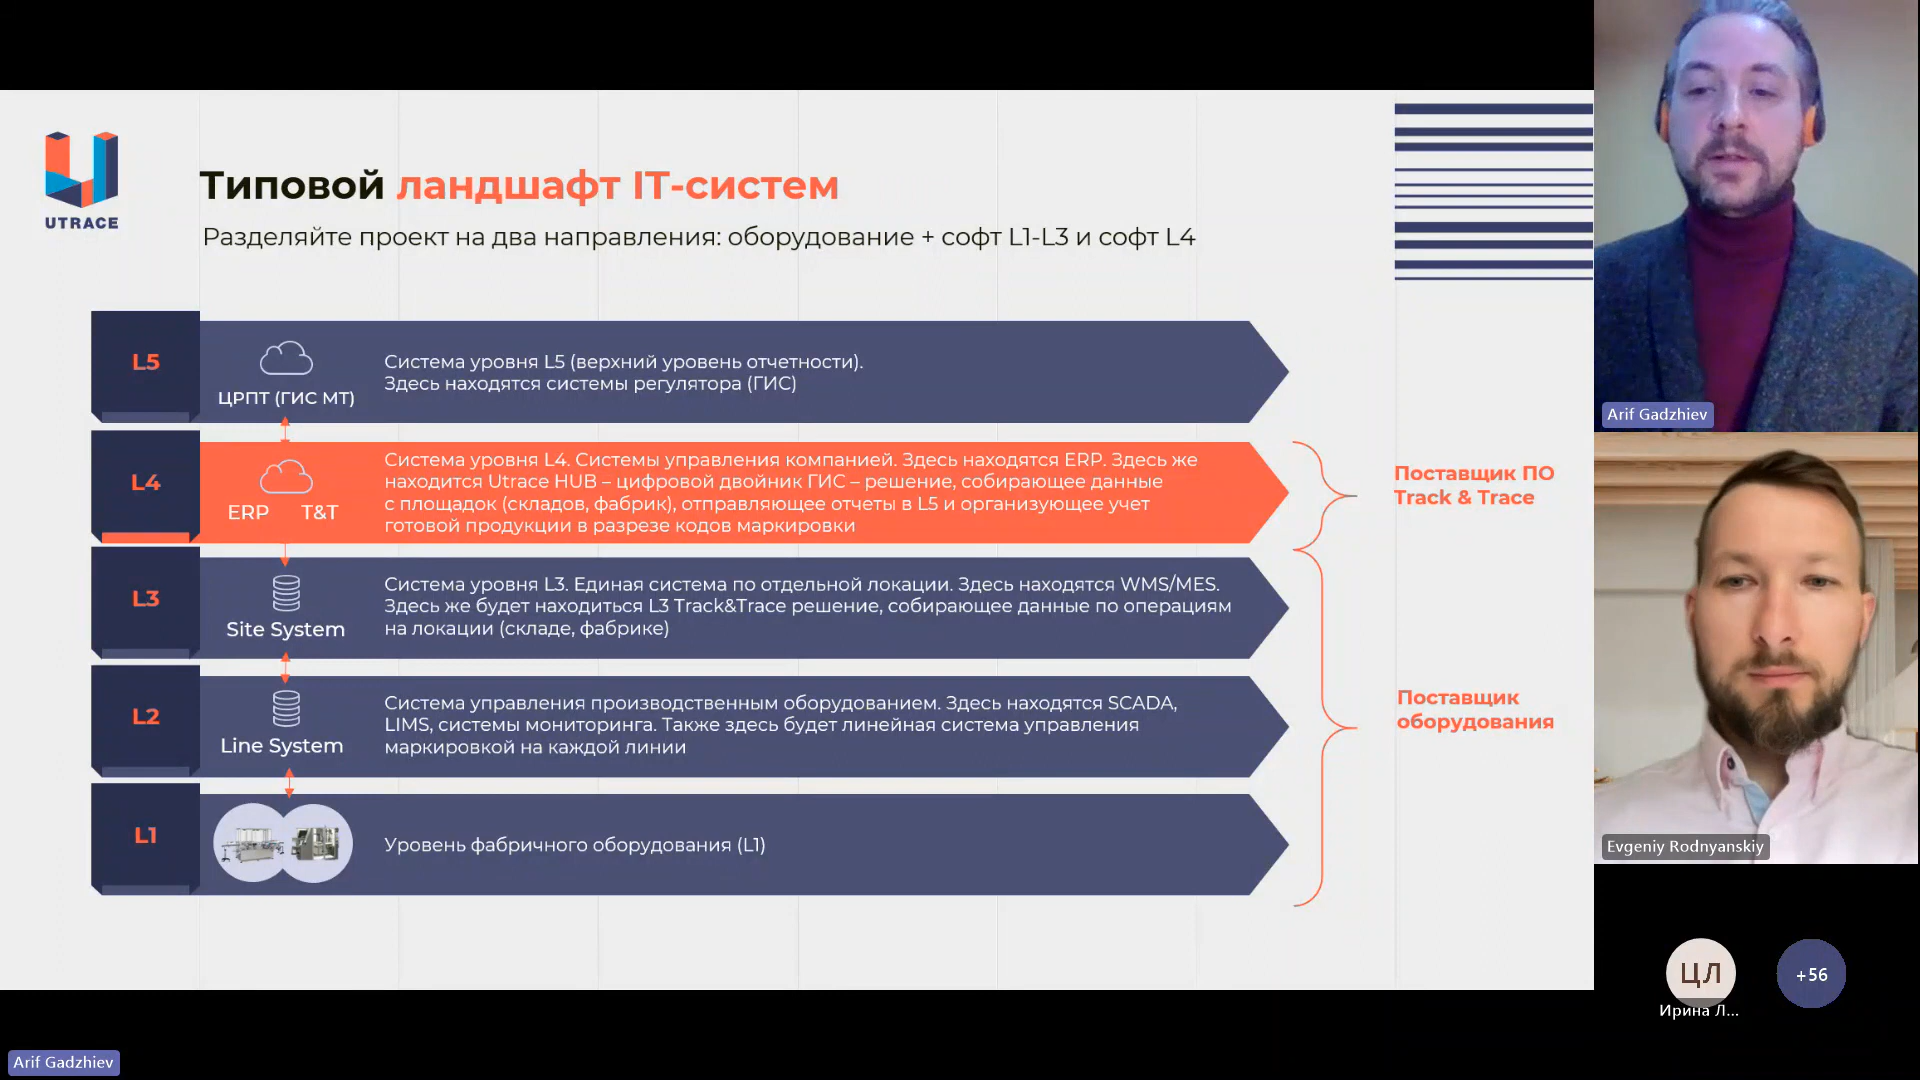 UTRACE
Типовой ландшафт IT-систем
Разделяйте проект на два направления: оборудование + софт L1-L3 и софт L4
L5
ЦРПТ (ГИС МТ)
Система уровня L5 (верхний уровень отчетности).
Здесь находятся системы регулятора (ГИС)
L4
ERP T&T
Система уровня L4. Системы управления компанией. Здесь находятся ERP. Здесь же
находится Utrace HUB – цифровой двойник ГИС – решение, собирающее данные
с площадок (складов, фабрик), отправляющее отчеты в L5 и организующее учет
готовой продукции в разрезе кодов маркировки
Поставщик ПО
Track & Trace
L3
Site System
Система уровня L3. Единая система по отдельной локации. Здесь находятся WMS/MES.
Здесь же будет находиться L3 Track&Trace решение, собирающее данные по операциям
на локации (складе, фабрике)
L2
Line System
Система управления производственным оборудованием. Здесь находятся SCADA,
LIMS, системы мониторинга. Также здесь будет линейная система управления
маркировкой на каждой линии
Поставщик
оборудования
L1
Уровень фабричного оборудования (L1)
Arif Gadzhiev
Evgeniy Rodnyanskiy
ЦЛ
+56
Ирина Л...
Arif Gadzhiev